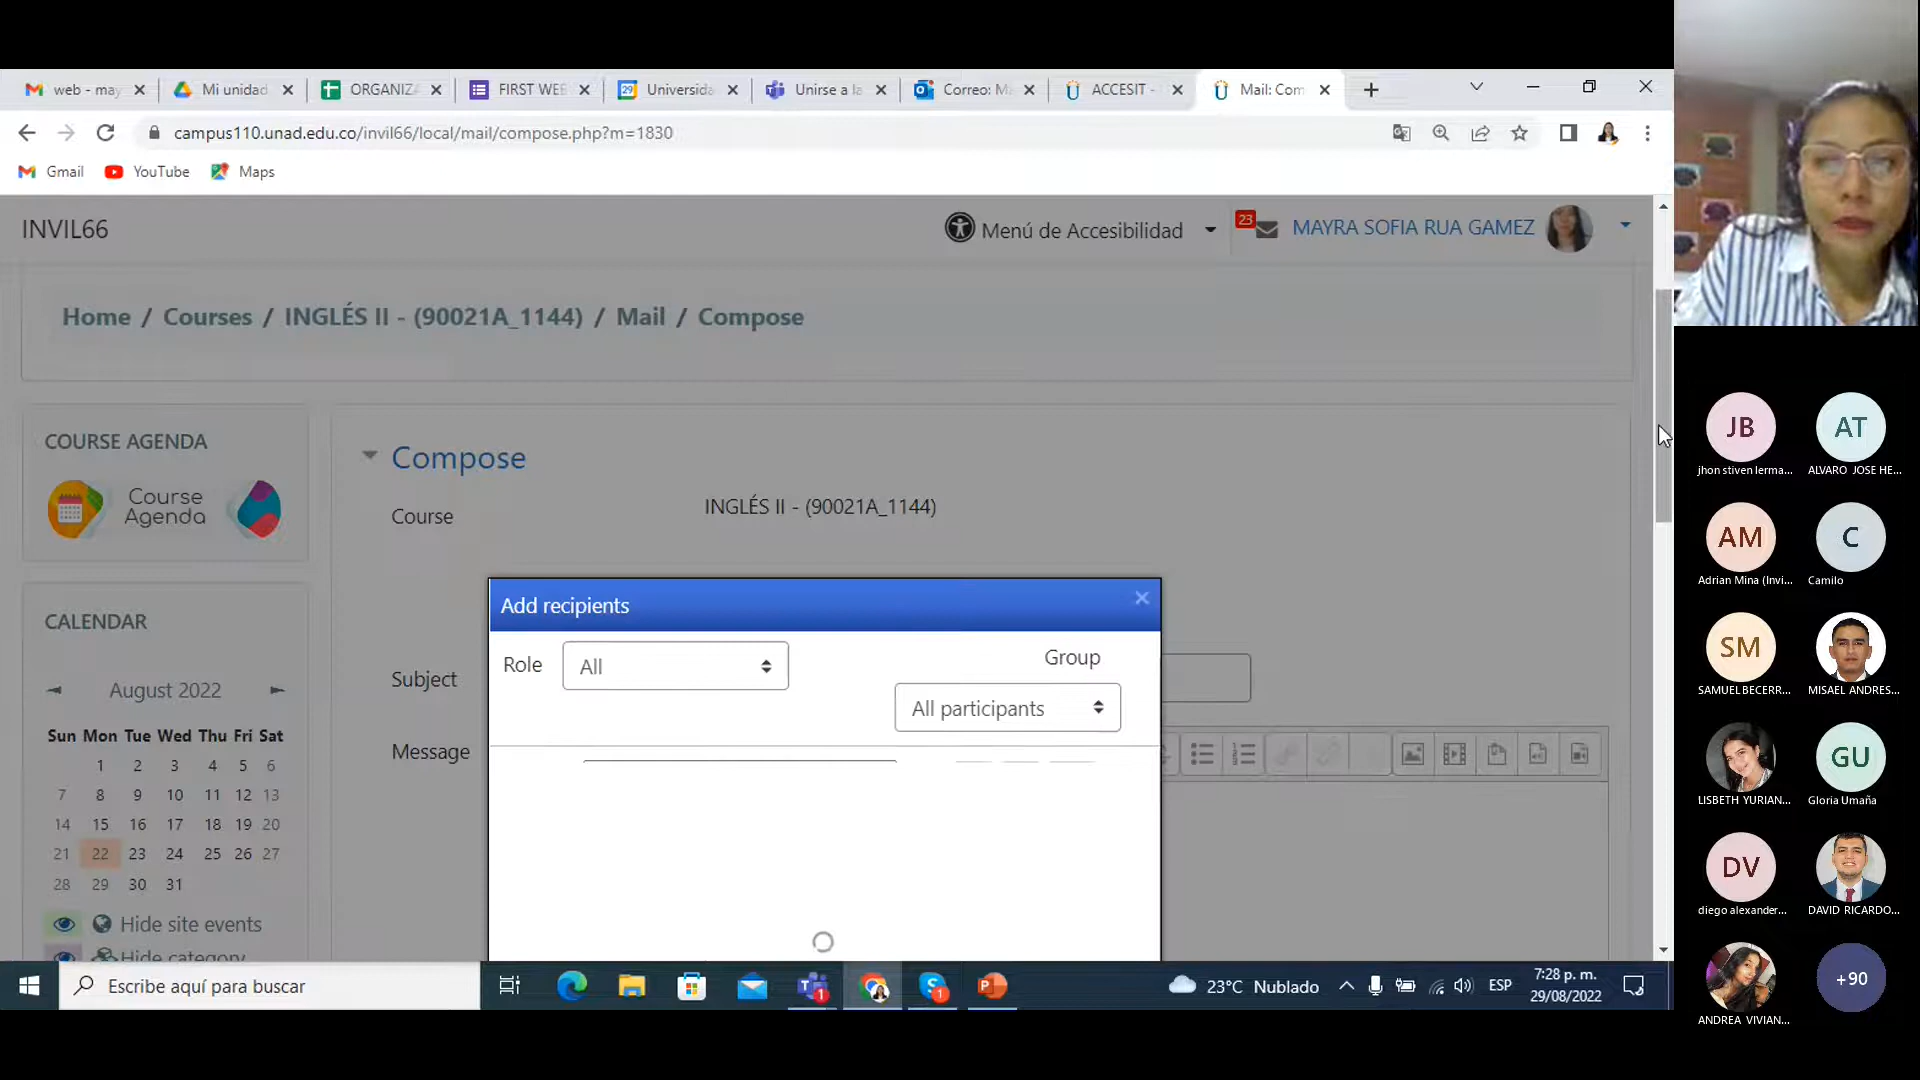 web - may
Mi unidad
ORGANIZA
FIRST WEB
Universida
Unirse a la
Correo: M
ACCESIT -
Mail: Com
campus110.unad.edu.co/invil66/local/mail/compose.php?m=1830
Gmail
YouTube
Maps
INVIL66
Menú de Accesibilidad
23
MAYRA SOFIA RUA GAMEZ
Home / Courses / INGLÉS II - (90021A_1144) / Mail / Compose
COURSE AGENDA
Course
Agenda
CALENDAR
August 2022
Sun Mon Tue Wed Thu Fri Sat
1 2 3 4 5 6
7 8 9 10 11 12 13
14 15 16 17 18 19 20
21 22 23 24 25 26 27
28 29 30 31
Hide site events
Hide category
Compose
Course
INGLÉS II - (90021A_1144)
Subject
Message
Add recipients
Role
All
Group
All participants
Escribe aquí para buscar
23°C Nublado
ESP
7:28 p. m.
29/08/2022
JB
jhon stiven lerma...
AT
ALVARO JOSE HE...
AM
Adrian Mina (Invi...
C
Camilo
SM
SAMUEL BECERR...
MISAEL ANDRES...
LISBETH YURIAN...
GU
Gloria Umaña
DV
diego alexander...
DAVID RICARDO...
ANDREA VIVIAN...
+90